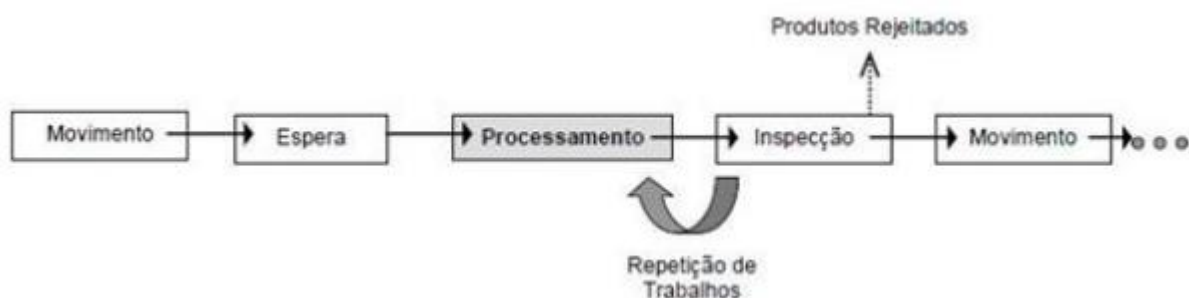 Produtos Rejeitados
Movimento
Espera
Processamento
Inspecção
Movimento
Repetição de
Trabalhos